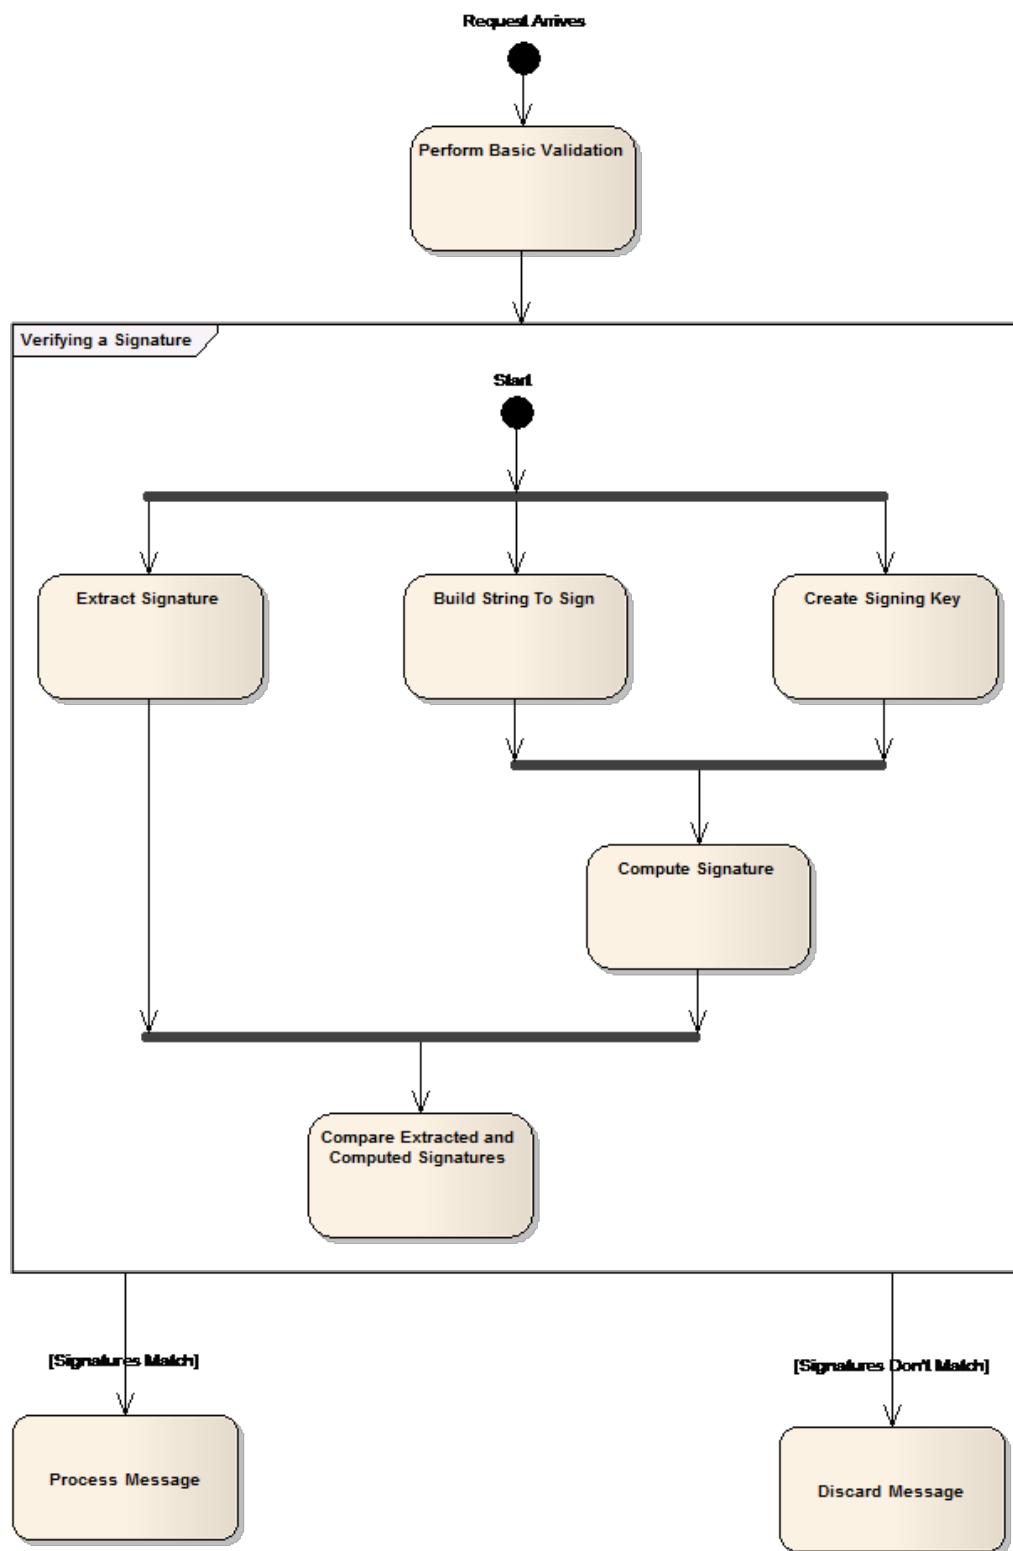 Request Arrives
Perform Basic Validation
Verifying a Signature
Start
Extract Signature
Build String To Sign
Create Signing Key
Compute Signature
Compare Extracted and
Computed Signatures
[Signatures Match]
[Signatures Don't Match]
Process Message
Discard Message